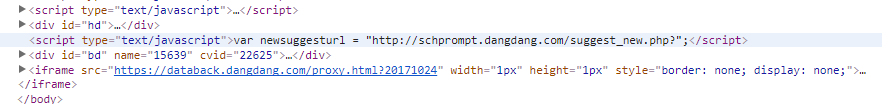 ▶<script type="text/javascript">…</script>
▶<div id="hd">…</div>
<script type="text/javascript">var newsuggesturl = "http://schprompt.dangdang.com/suggest_new.php?";</script>
▶<div id="bd" name="15639" cvid="22625">…</div>
▶<iframe src="https://databack.dangdang.com/proxy.html?20171024" width="1px" height="1px" style="border: none; display: none;">…
</iframe>
</body>